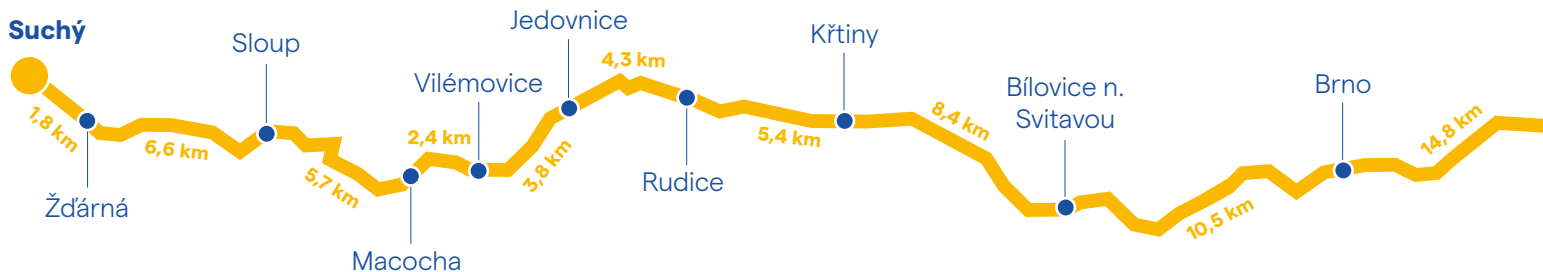 Suchý
1,8 km
Žďárná
6,6 km
Sloup
5,7 km
Macocha
2,4 km
Vilémovice
3,8 km
Jedovnice
4,3 km
Rudice
5,4 km
Křtiny
8,4 km
Bílovice n.
Svitavou
10,5 km
Brno
14,8 km